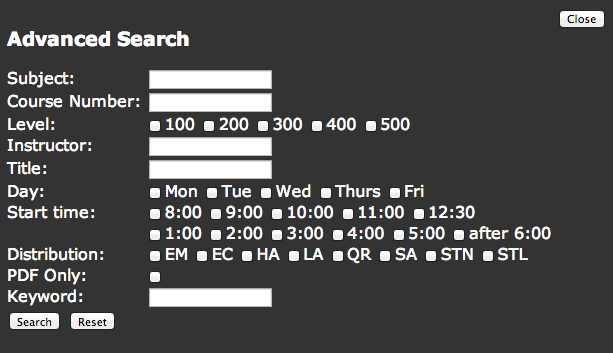 Close
Advanced Search
Subject:
Course Number:
Level: 100 200 300 400 500
Instructor:
Title:
Day: Mon Tue Wed Thurs Fri
Start time: 8:00 9:00 10:00 11:00 12:30
1:00 2:00 3:00 4:00 5:00 after 6:00
Distribution: EM EC HA LA QR SA STN STL
PDF Only:
Keyword:
Search Reset